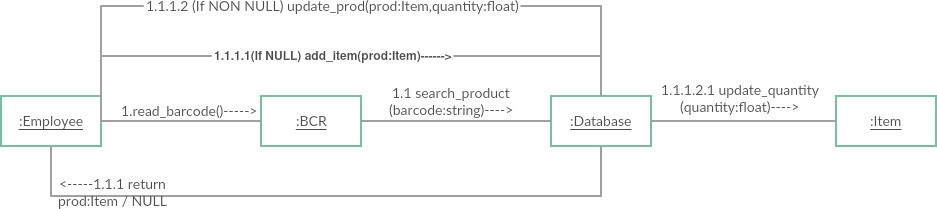 1.1.1.2 (If NON NULL) update_prod(prod:Item,quantity:float)
1.1.1.1(If NULL) add_item(prod:Item)------>
1.1 search_product
(barcode:string)---->
1.1.1.2.1 update_quantity
(quantity:float)---->
1.read_barcode()----->
:Employee
:BCR
:Database
:Item
<-----1.1.1 return
prod:Item / NULL